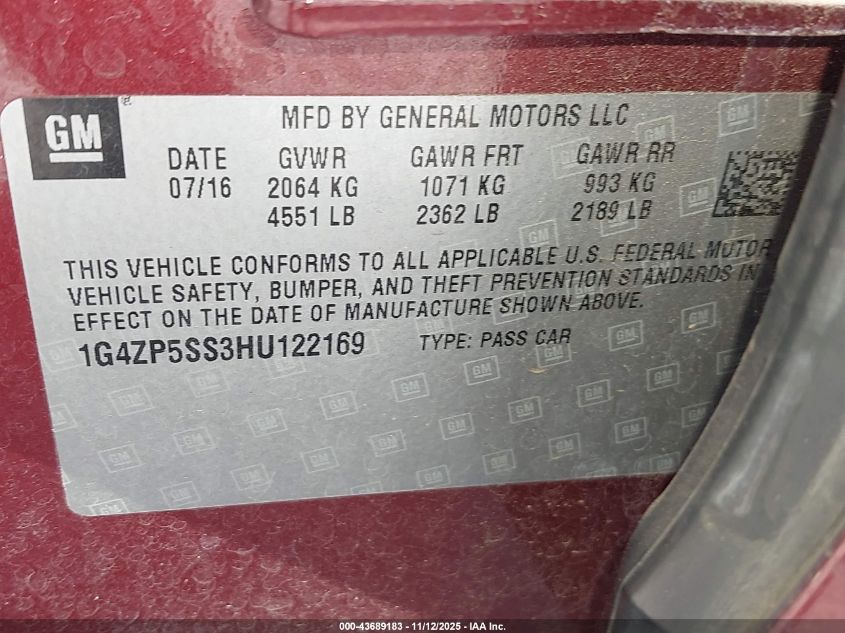 GM
MFD BY GENERAL MOTORS LLC
DATE GVWR GAWR FRT GAWR RR
07/16 2064 KG 1071 KG 993 KG
4551 LB 2362 LB 2189 LB
THIS VEHICLE CONFORMS TO ALL APPLICABLE U.S. FEDERAL MOTOR
VEHICLE SAFETY, BUMPER, AND THEFT PREVENTION STANDARDS IN
EFFECT ON THE DATE OF MANUFACTURE SHOWN ABOVE.
1G4ZP5SS3HU122169 TYPE: PASS CAR
000-43689183 - 11/12/2025 - IAA Inc.